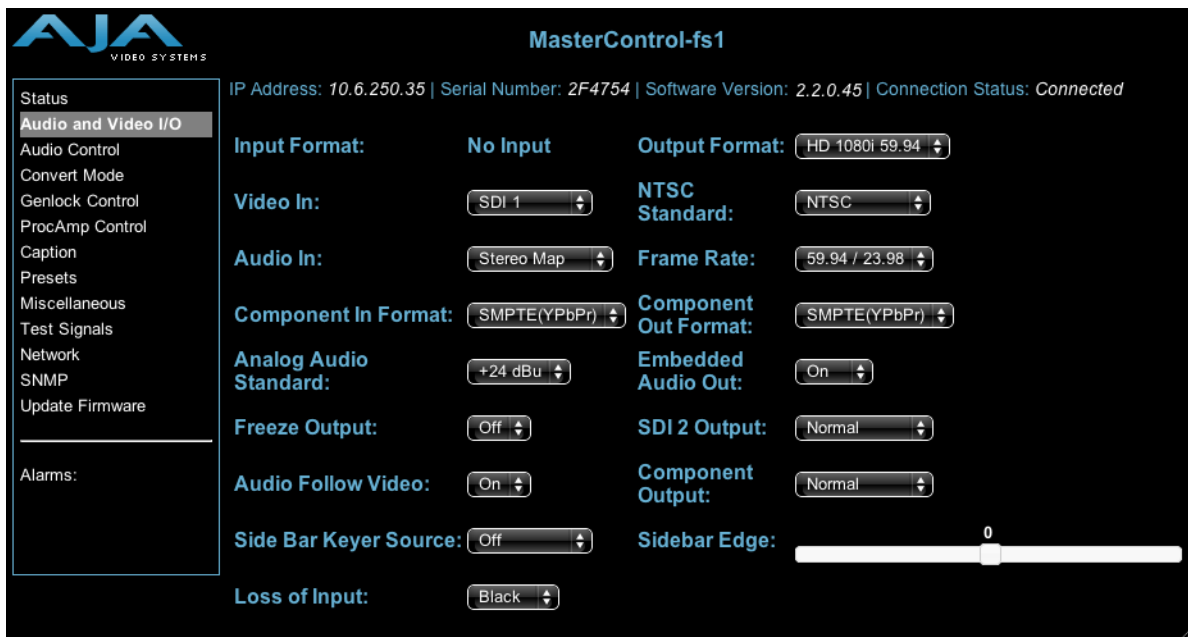 AJA
VIDEO SYSTEMS
MasterControl-fs1
IP Address: 10.6.250.35 | Serial Number: 2F4754 | Software Version: 2.2.0.45 | Connection Status: Connected
Status
Audio and Video I/O
Audio Control
Convert Mode
Genlock Control
ProcAmp Control
Caption
Presets
Miscellaneous
Test Signals
Network
SNMP
Update Firmware
Alarms:
Input Format: No Input Output Format: HD 1080i 59.94
Video In: SDI 1 NTSC
Standard: NTSC
Audio In: Stereo Map Frame Rate: 59.94 / 23.98
Component In Format: SMPTE(YPbPr) Component
Out Format: SMPTE(YPbPr)
Analog Audio
Standard: +24 dBu Embedded
Audio Out: On
Freeze Output: Off SDI 2 Output: Normal
Audio Follow Video: On Component
Output: Normal
Side Bar Keyer Source: Off Sidebar Edge: 0
Loss of Input: Black